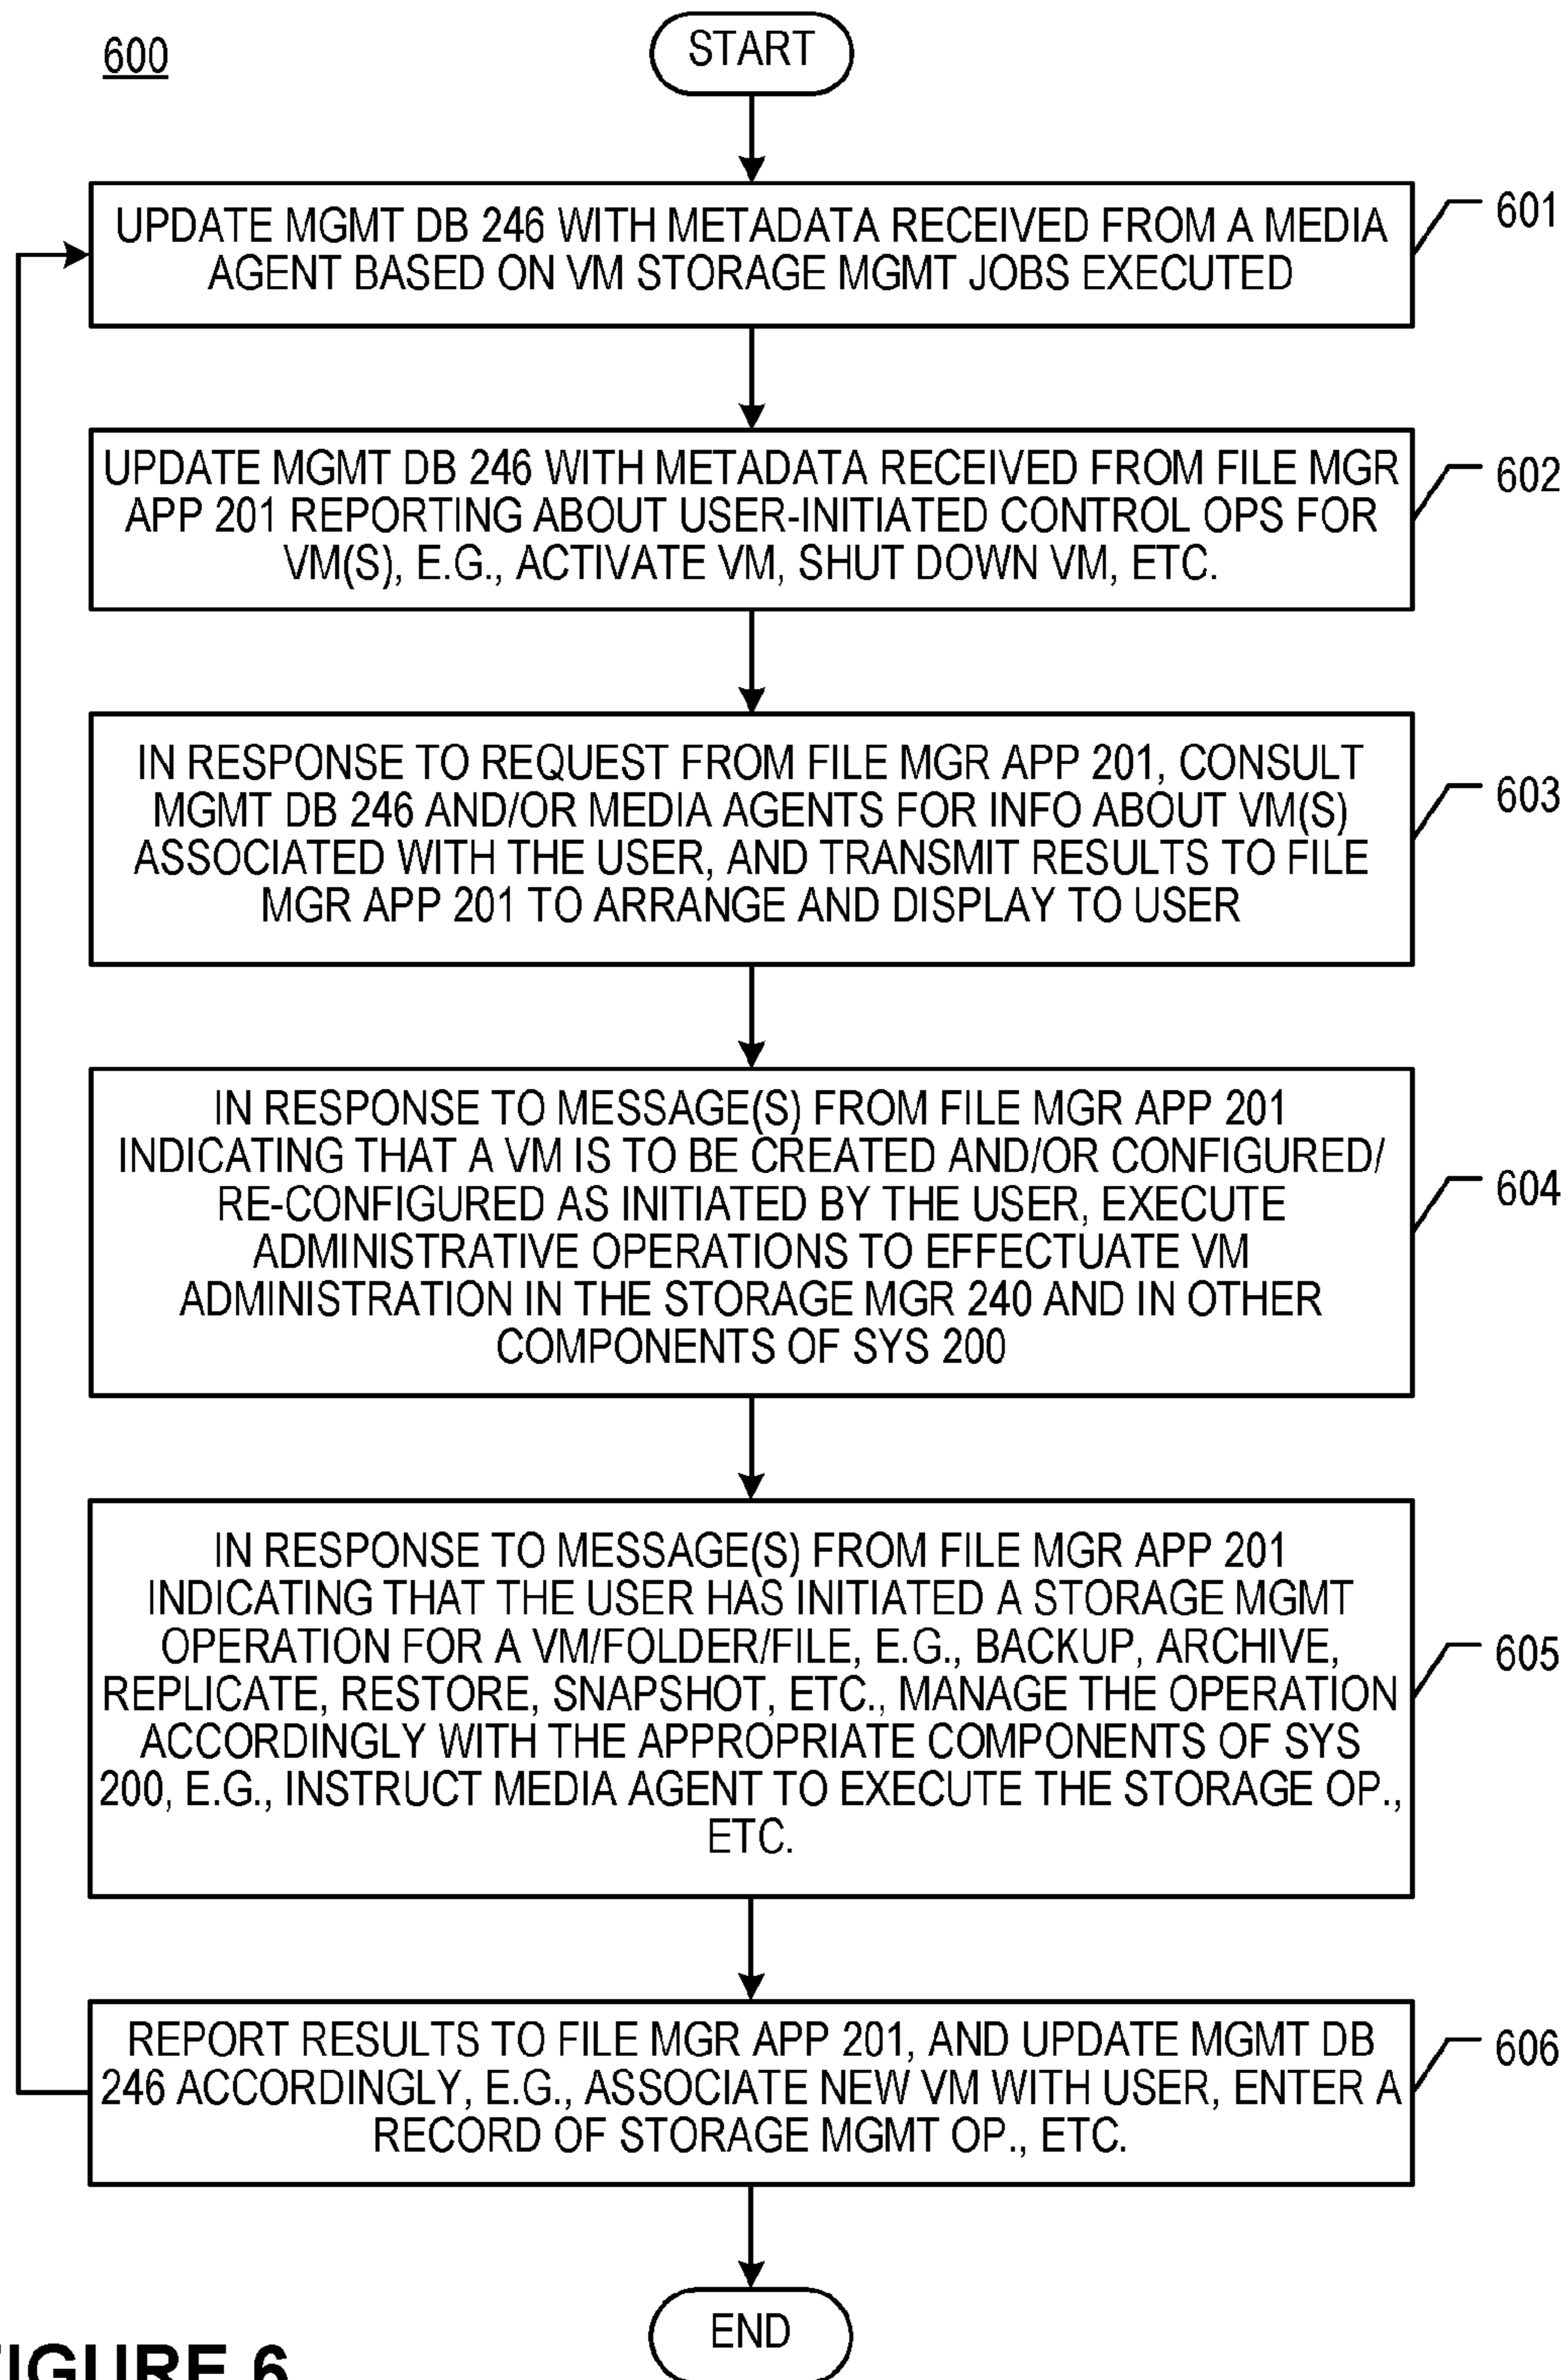 600
START
UPDATE MGMT DB 246 WITH METADATA RECEIVED FROM A MEDIA
AGENT BASED ON VM STORAGE MGMT JOBS EXECUTED
601
UPDATE MGMT DB 246 WITH METADATA RECEIVED FROM FILE MGR
APP 201 REPORTING ABOUT USER-INITIATED CONTROL OPS FOR
VM(S), E.G., ACTIVATE VM, SHUT DOWN VM, ETC.
602
IN RESPONSE TO REQUEST FROM FILE MGR APP 201, CONSULT
MGMT DB 246 AND/OR MEDIA AGENTS FOR INFO ABOUT VM(S)
ASSOCIATED WITH THE USER, AND TRANSMIT RESULTS TO FILE
MGR APP 201 TO ARRANGE AND DISPLAY TO USER
603
IN RESPONSE TO MESSAGE(S) FROM FILE MGR APP 201
INDICATING THAT A VM IS TO BE CREATED AND/OR CONFIGURED/
RE-CONFIGURED AS INITIATED BY THE USER, EXECUTE
ADMINISTRATIVE OPERATIONS TO EFFECTUATE VM
ADMINISTRATION IN THE STORAGE MGR 240 AND IN OTHER
COMPONENTS OF SYS 200
604
IN RESPONSE TO MESSAGE(S) FROM FILE MGR APP 201
INDICATING THAT THE USER HAS INITIATED A STORAGE MGMT
OPERATION FOR A VM/FOLDER/FILE, E.G., BACKUP, ARCHIVE,
REPLICATE, RESTORE, SNAPSHOT, ETC., MANAGE THE OPERATION
ACCORDINGLY WITH THE APPROPRIATE COMPONENTS OF SYS
200, E.G., INSTRUCT MEDIA AGENT TO EXECUTE THE STORAGE OP.,
ETC.
605
REPORT RESULTS TO FILE MGR APP 201, AND UPDATE MGMT DB
246 ACCORDINGLY, E.G., ASSOCIATE NEW VM WITH USER, ENTER A
RECORD OF STORAGE MGMT OP., ETC.
606
END
FIGURE 6